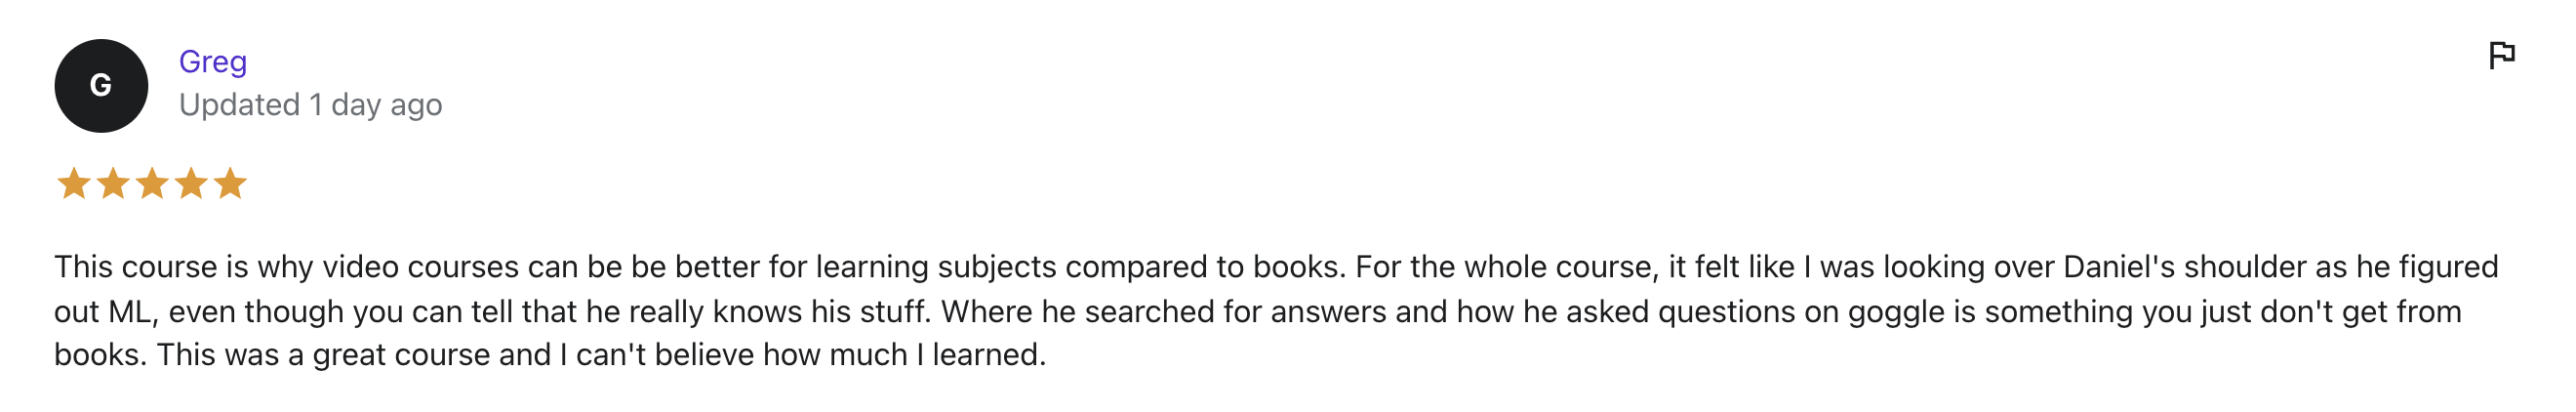 G
Greg
Updated 1 day ago
This course is why video courses can be be better for learning subjects compared to books. For the whole course, it felt like I was looking over Daniel's shoulder as he figured
out ML, even though you can tell that he really knows his stuff. Where he searched for answers and how he asked questions on goggle is something you just don't get from
books. This was a great course and I can't believe how much I learned.